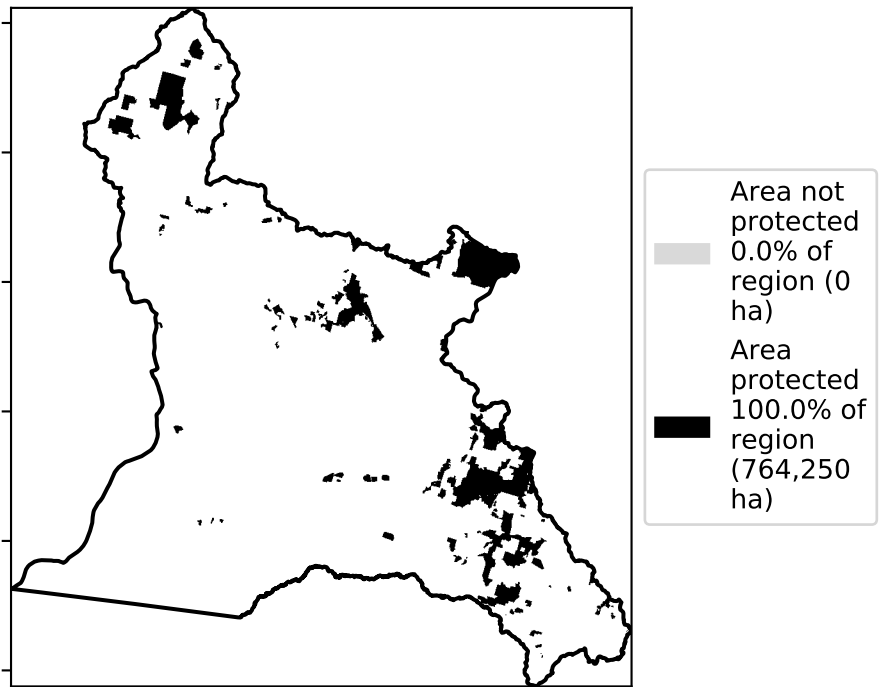 Area not
protected
0.0% of
region (0
ha)
Area
protected
100.0% of
region
(764,250
ha)